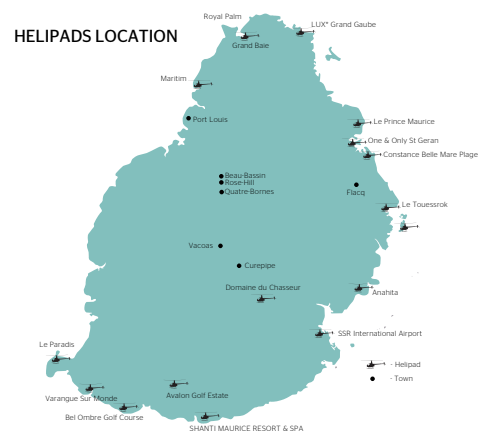 Royal Palm
LUX* Grand Gaube
HELIPADS LOCATION
Grand Baie
Maritim
Port Louis
Le Prince Maurice
One & Only St Geran
Constance Belle Mare Plage
Beau-Bassin
Rose-Hill
Quatre-Bornes
Flacq
Le Touessrok
Vacoas
Curepipe
Domaine du Chasseur
Anahita
SSR International Airport
Le Paradis
- Helipad
- Town
Varangue Sur Monde
Avalon Golf Estate
Bel Ombre Golf Course
SHANTI MAURICE RESORT & SPA